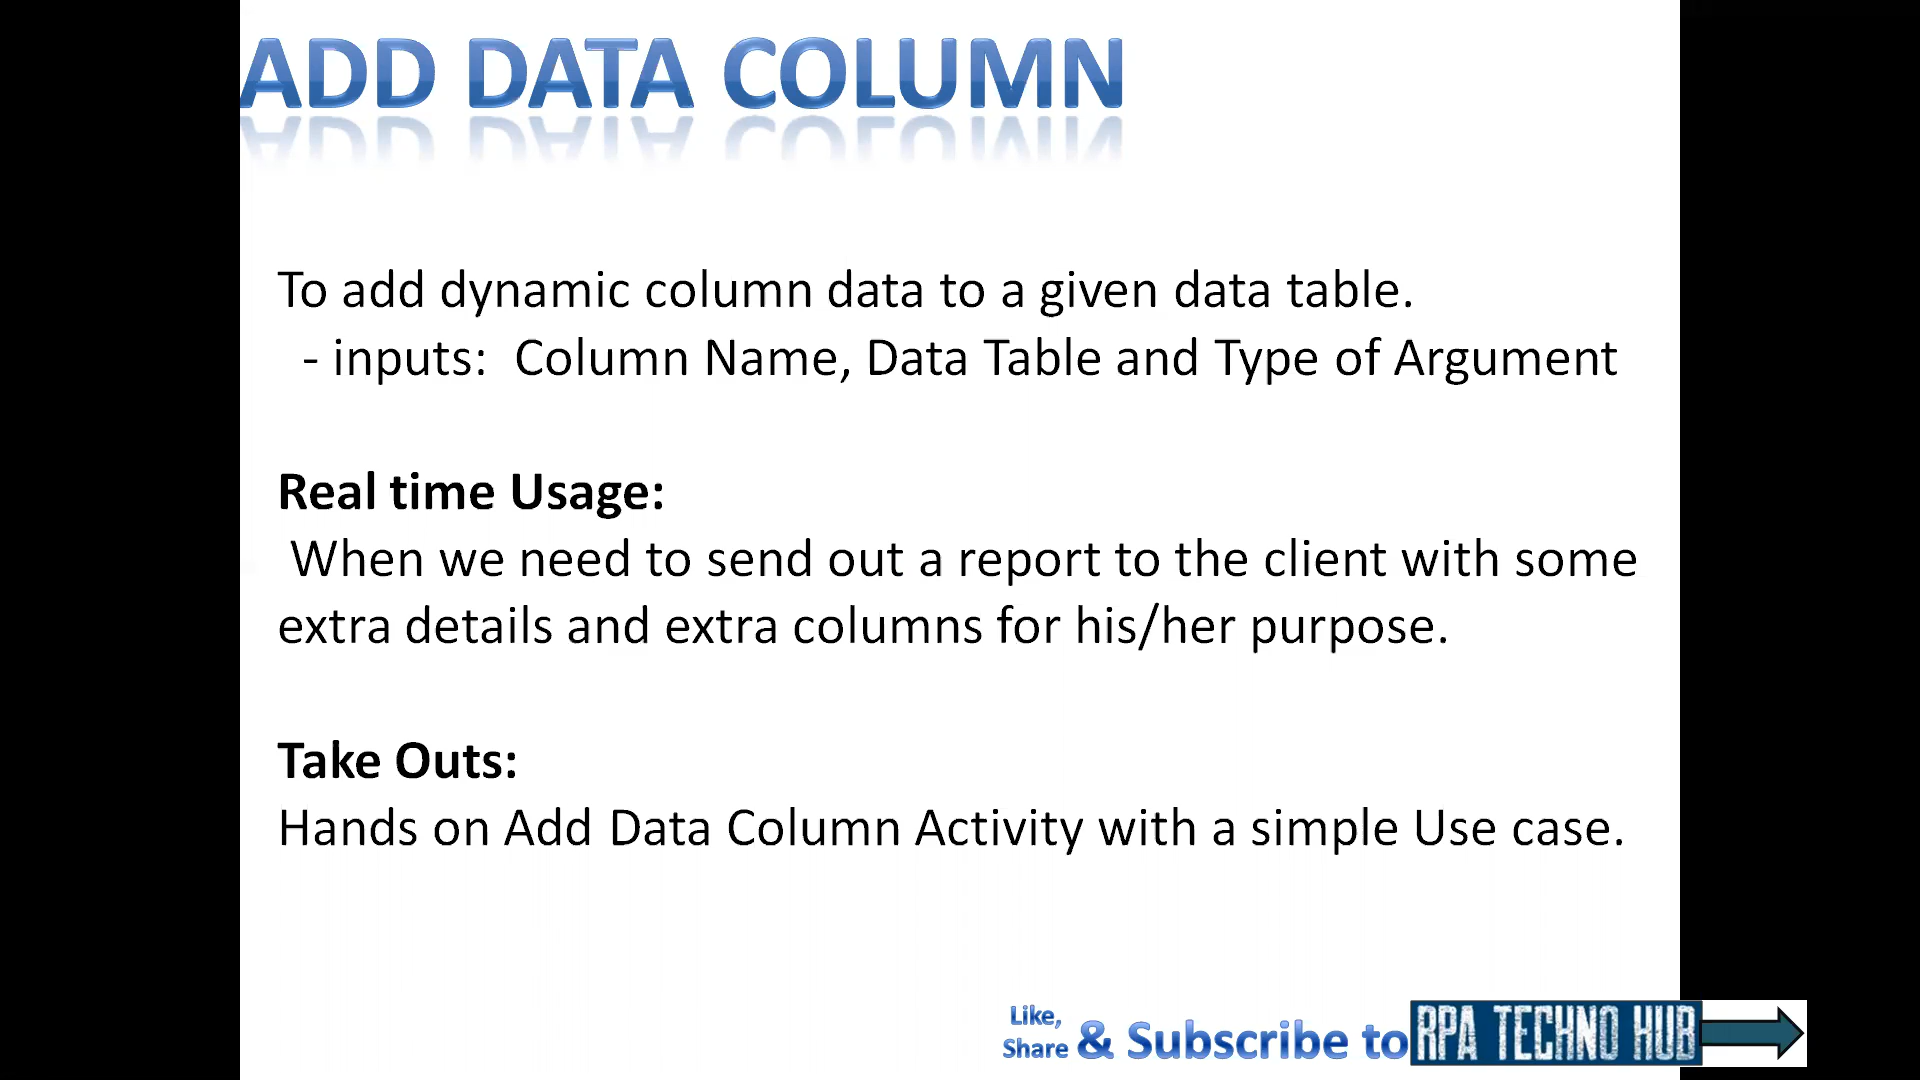 ADD DATA COLUMN
To add dynamic column data to a given data table.
- inputs:  Column Name, Data Table and Type of Argument
Real time Usage:
When we need to send out a report to the client with some
extra details and extra columns for his/her purpose.
Take Outs:
Hands on Add Data Column Activity with a simple Use case.
Like,
Share & Subscribe to RPA TECHNO HUB